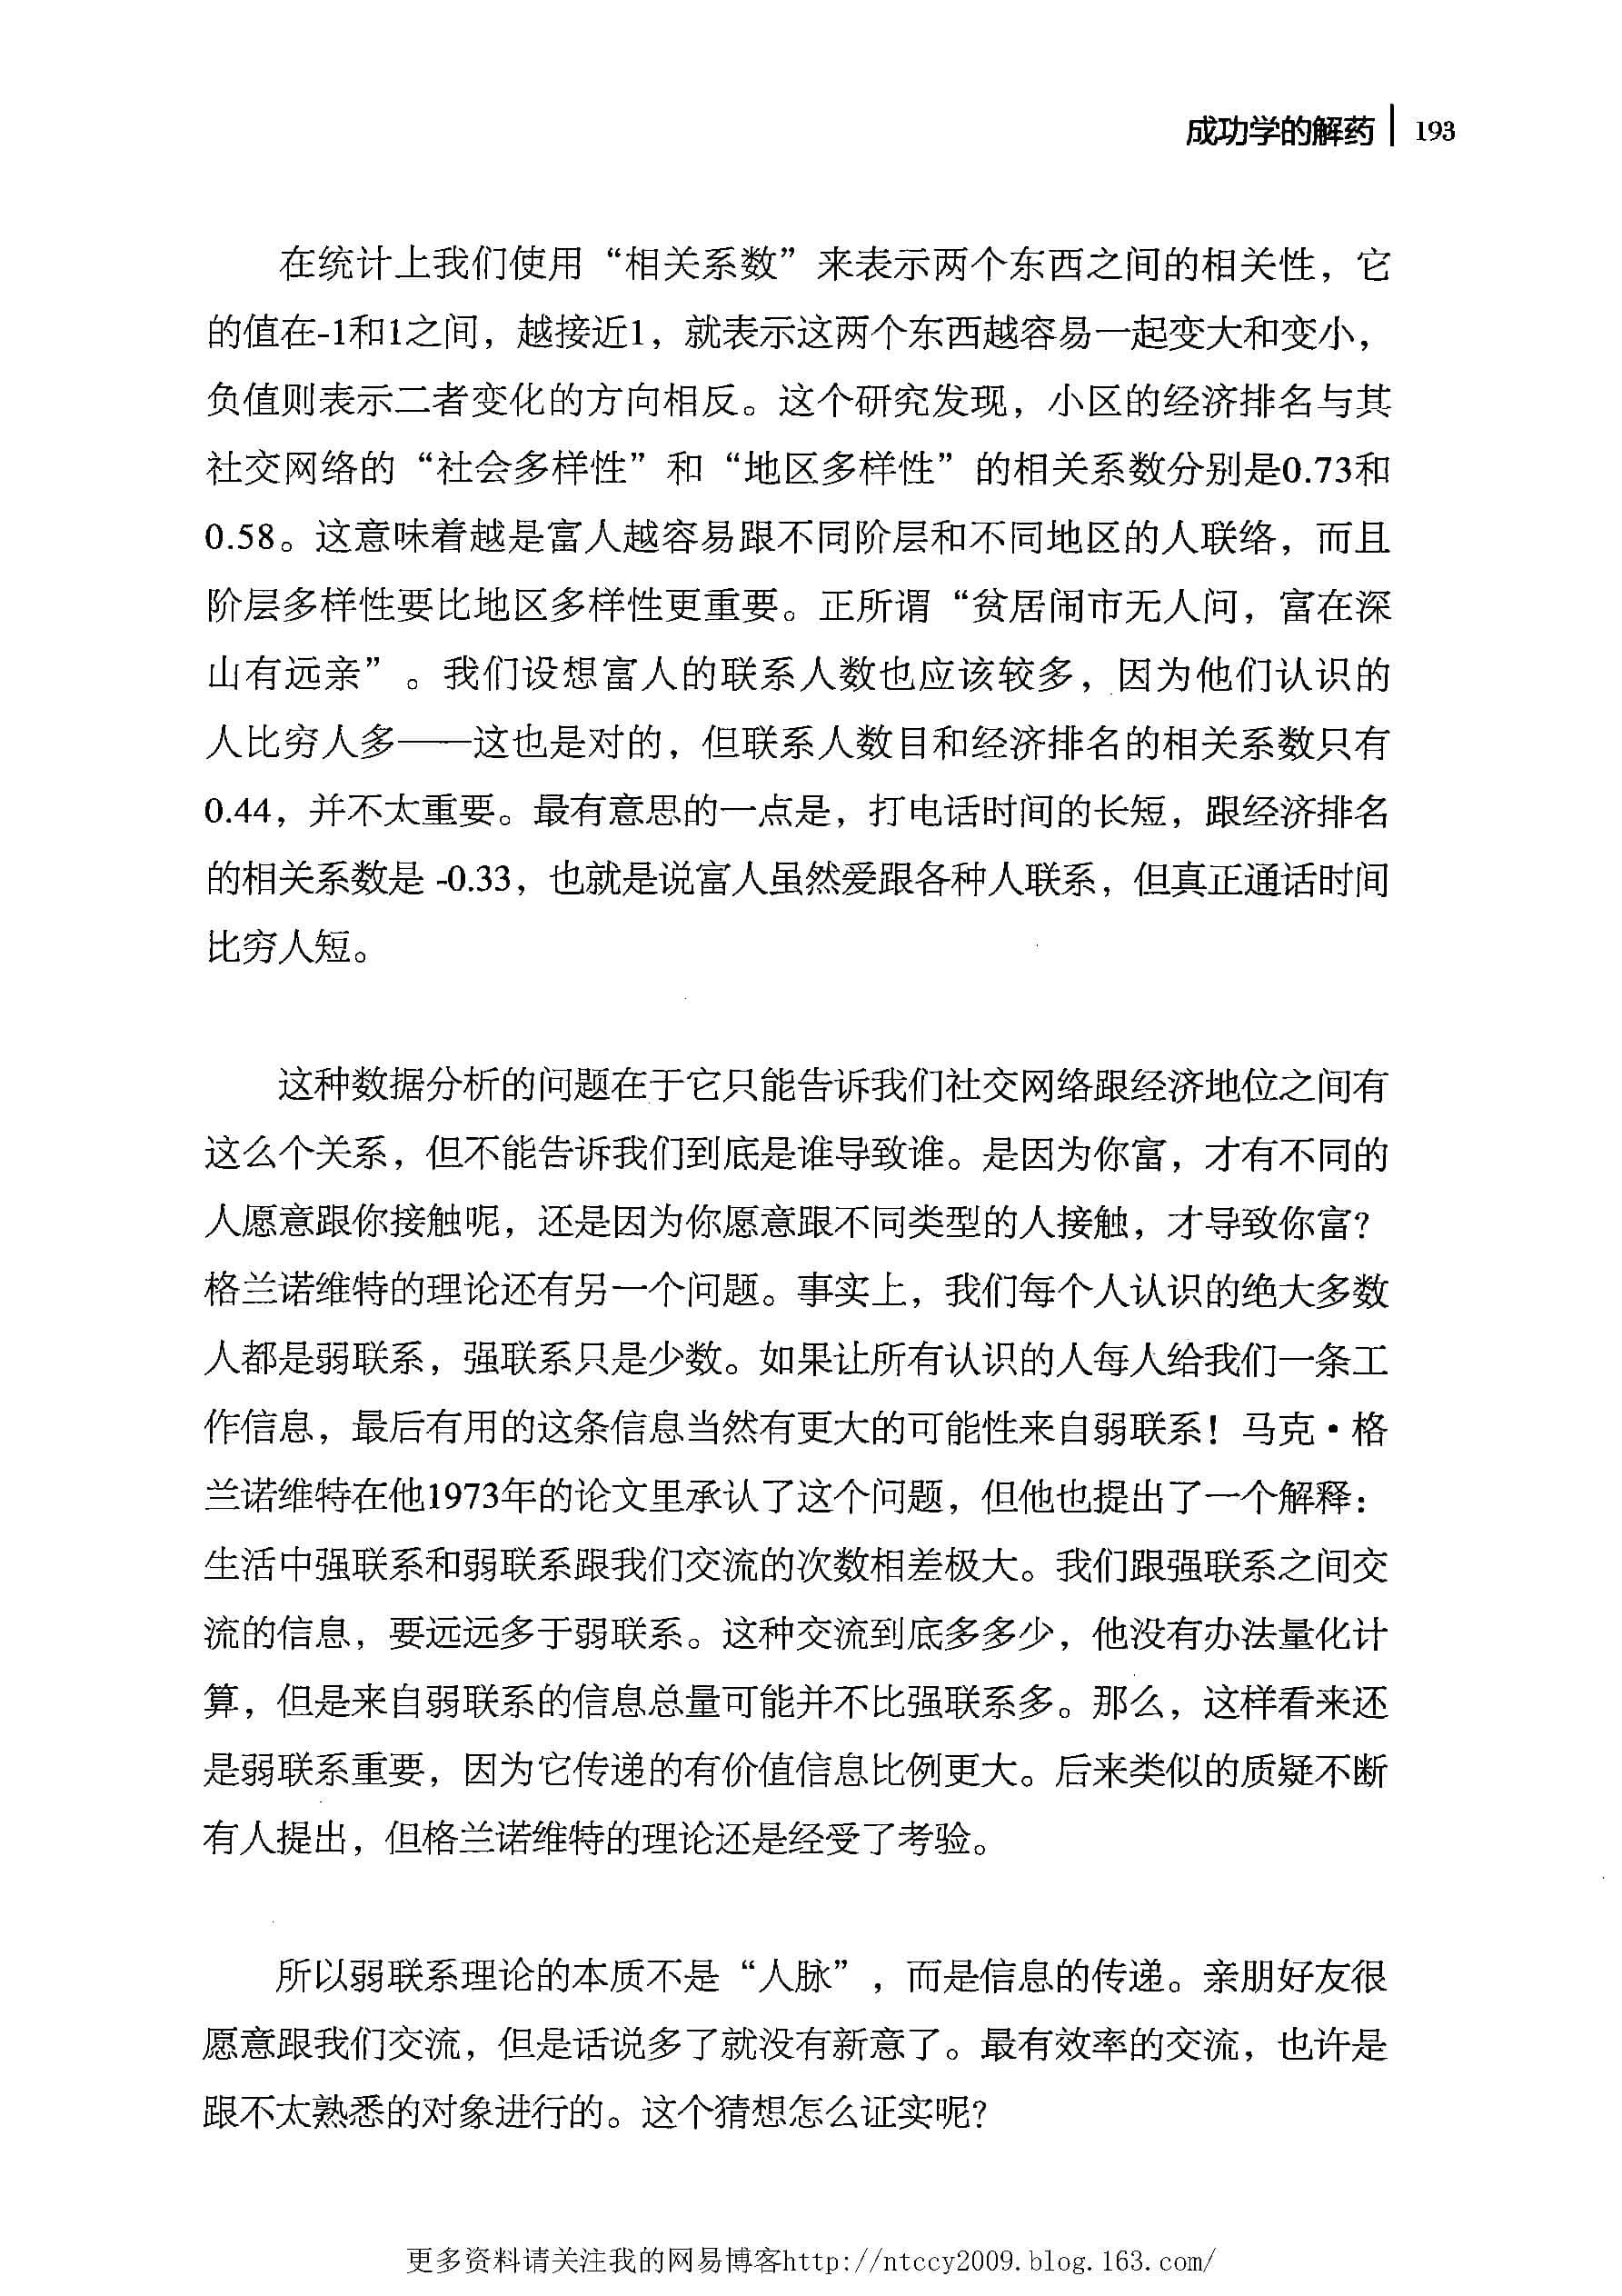 成功学的解药 193
在统计上我们使用“相关系数”来表示两个东西之间的相关性，它
的值在-1和1之间，越接近1，就表示这两个东西越容易一起变大和变小，
负值则表示二者变化的方向相反。这个研究发现，小区的经济排名与其
社交网络的“社会多样性”和“地区多样性”的相关系数分别是0.73和
0.58。这意味着越是富人越容易跟不同阶层和不同地区的人联络，而且
阶层多样性要比地区多样性更重要。正所谓“贫居闹市无人问，富在深
山有远亲”。我们设想富人的联系人数也应该较多，因为他们认识的
人比穷人多——这也是对的，但联系人数目和经济排名的相关系数只有
0.44，并不太重要。最有意思的一点是，打电话时间的长短，跟经济排名
的相关系数是 -0.33，也就是说富人虽然爱跟各种人联系，但真正通话时间
比穷人短。
这种数据分析的问题在于它只能告诉我们社交网络跟经济地位之间有
这么个关系，但不能告诉我们到底是谁导致谁。是因为你富，才有不同的
人愿意跟你接触呢，还是因为你愿意跟不同类型的人接触，才导致你富？
格兰诺维特的理论还有另一个问题。事实上，我们每个人认识的绝大多数
人都是弱联系，强联系只是少数。如果让所有认识的人每人给我们一条工
作信息，最后有用的这条信息当然有更大的可能性来自弱联系！马克·格
兰诺维特在他1973年的论文里承认了这个问题，但他也提出了一个解释：
生活中强联系和弱联系跟我们交流的次数相差极大。我们跟强联系之间交
流的信息，要远远多于弱联系。这种交流到底多多少，他没有办法量化计
算，但是来自弱联系的信息总量可能并不比强联系多。那么，这样看来还
是弱联系重要，因为它传递的有价值信息比例更大。后来类似的质疑不断
有人提出，但格兰诺维特的理论还是经受了考验。
所以弱联系理论的本质不是“人脉”，而是信息的传递。亲朋好友很
愿意跟我们交流，但是话说多了就没有新意了。最有效率的交流，也许是
跟不太熟悉的对象进行的。这个猜想怎么证实呢？
更多资料请关注我的网易博客http://ntccy2009.blog.163.com/